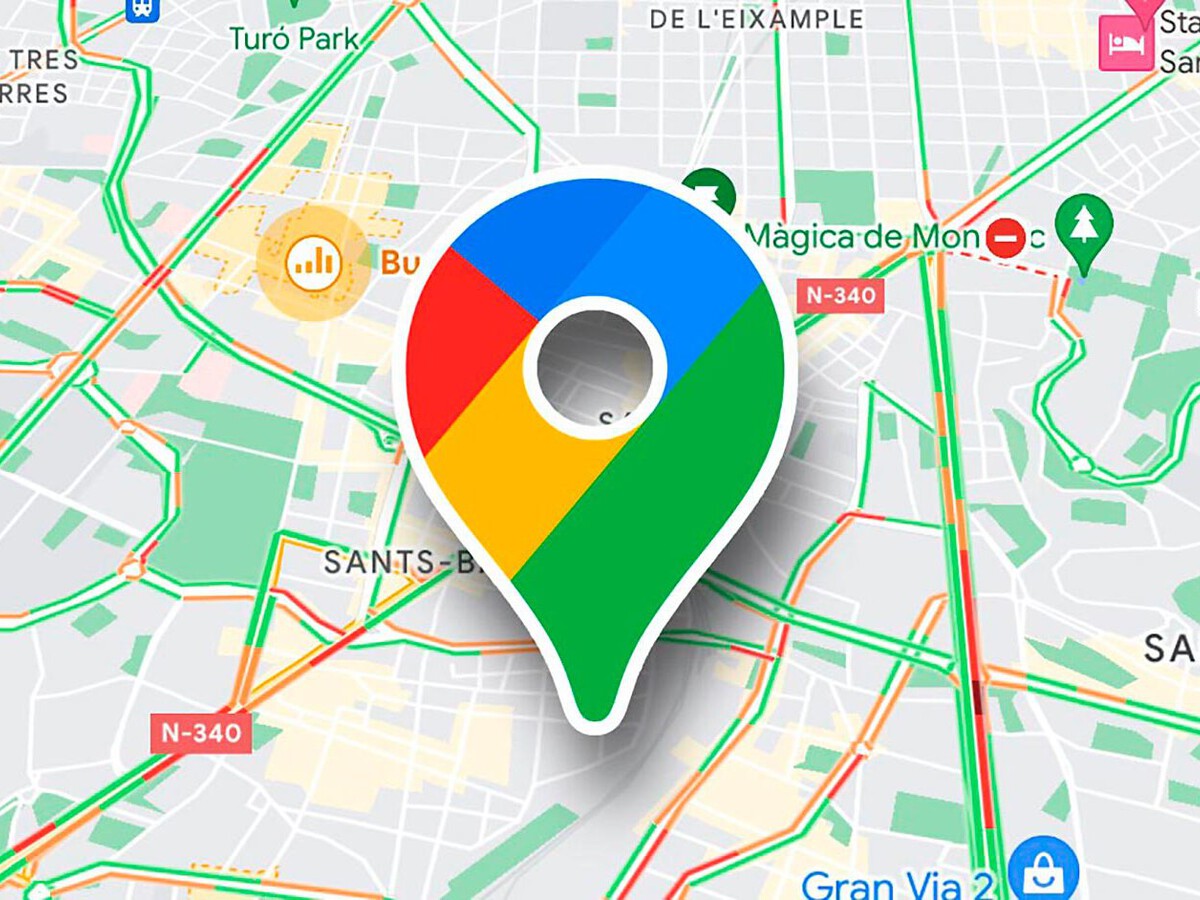 DE L'EIXAMPLE
Turó Park
Sta
San
TRES
RRES
Màgica de Mon c
Bu
N-340
SANTS-B
SA
N-340
Gran Via 2